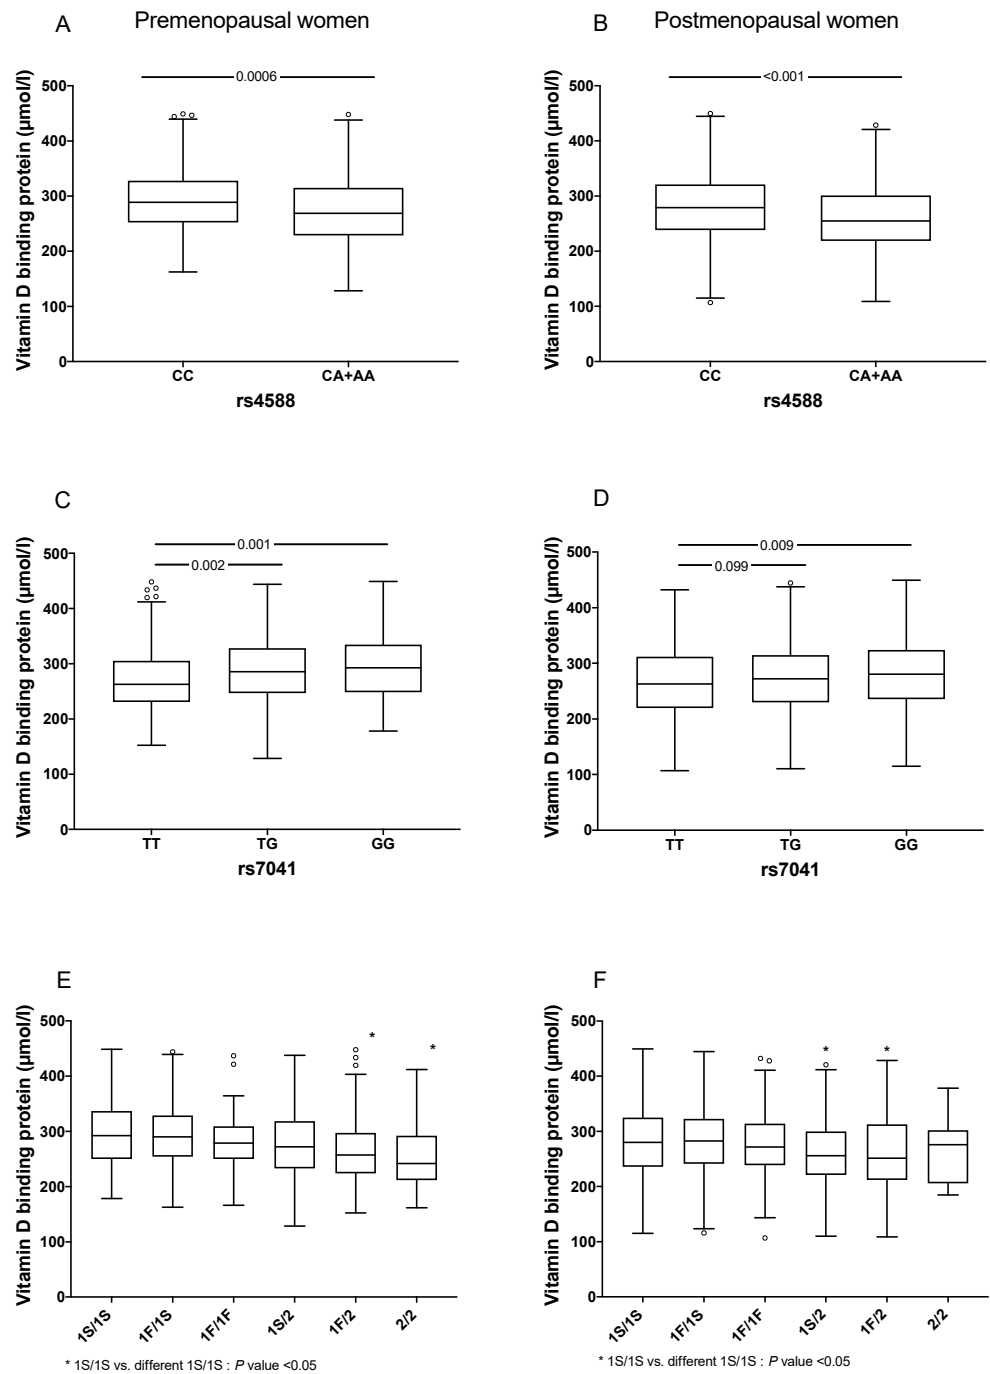 A Premenopausal women
B Postmenopausal women
Vitamin D binding protein (µmol/l)
500
400
300
200
100
0
0.0006
CC CA+AA
rs4588
Vitamin D binding protein (µmol/l)
500
400
300
200
100
0
<0.001
CC CA+AA
rs4588
C
Vitamin D binding protein (µmol/l)
500
400
300
200
100
0
0.001
0.002
TT TG GG
rs7041
D
Vitamin D binding protein (µmol/l)
500
400
300
200
100
0
0.009
0.099
TT TG GG
rs7041
E
Vitamin D binding protein (µmol/l)
500
400
300
200
100
0
* *
1S/1S 1F/1S 1F/1F 1S/2 1F/2 2/2
* 1S/1S vs. different 1S/1S : P value <0.05
F
Vitamin D binding protein (µmol/l)
500
400
300
200
100
0
* *
1S/1S 1F/1S 1F/1F 1S/2 1F/2 2/2
* 1S/1S vs. different 1S/1S : P value <0.05